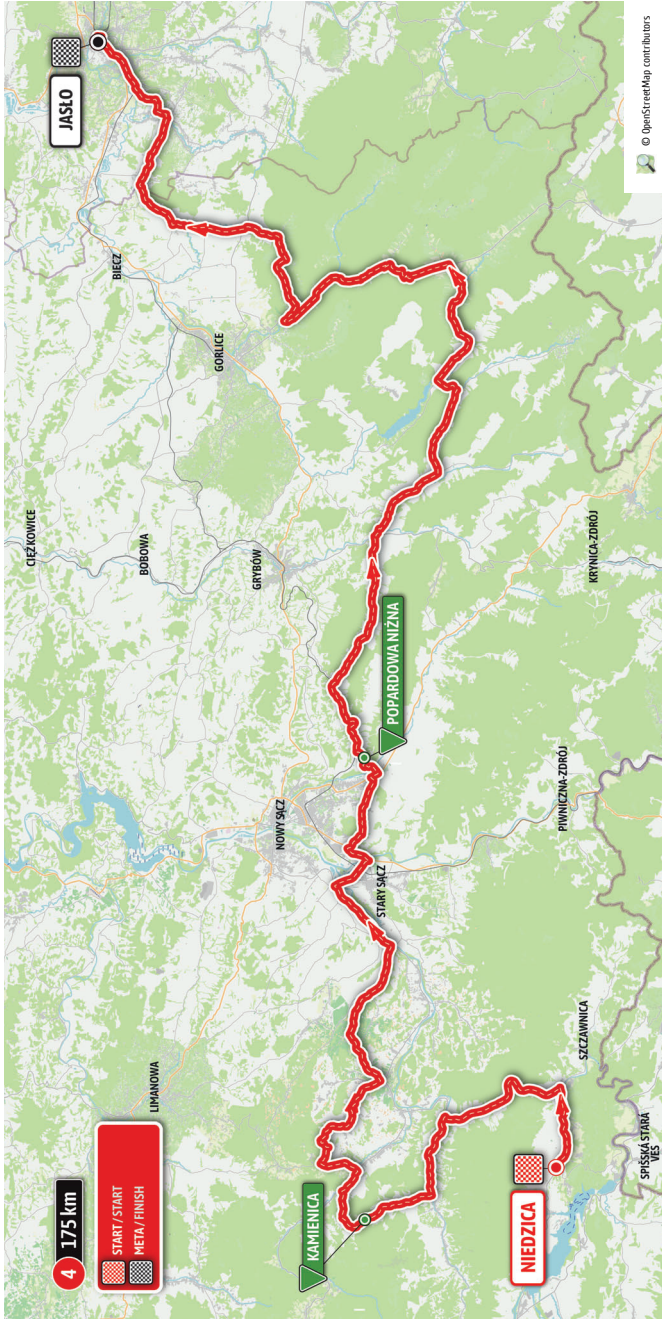 4 175 km
START / START
META / FINISH
JASŁO
CIĘŻKOWICE
BIECZ
BOBOWA
GORLICE
GRYBÓW
LIMANOWA
NOWY SĄCZ
KAMIENICA
POPARDOWA NIŻNA
STARY SĄCZ
KRYNICA-ZDRÓJ
PIWNICZNA-ZDRÓJ
NIEDZICA
SZCZAWNICA
SPIŠSKÁ STARÁ
VES
© OpenStreetMap contributors